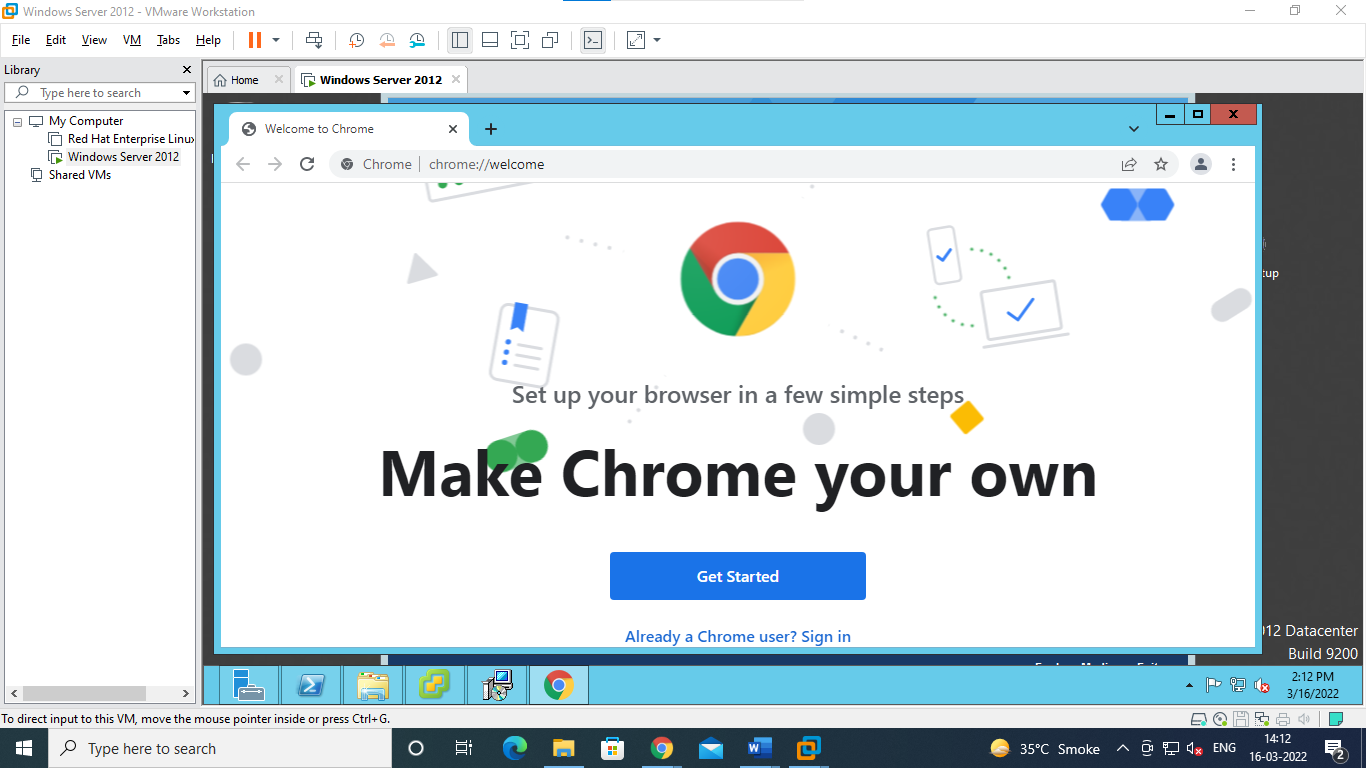 Windows Server 2012 - VMware Workstation
File Edit View VM Tabs Help
Library
Type here to search
My Computer
Red Hat Enterprise Linux
Windows Server 2012
Shared VMs
Home
Windows Server 2012
Welcome to Chrome
Chrome
chrome://welcome
Set up your browser in a few simple steps
Make Chrome your own
Get Started
Already a Chrome user? Sign in
tup
012 Datacenter
Build 9200
2:12 PM
3/16/2022
To direct input to this VM, move the mouse pointer inside or press Ctrl+G.
Type here to search
35°C Smoke
ENG
14:12
16-03-2022
2